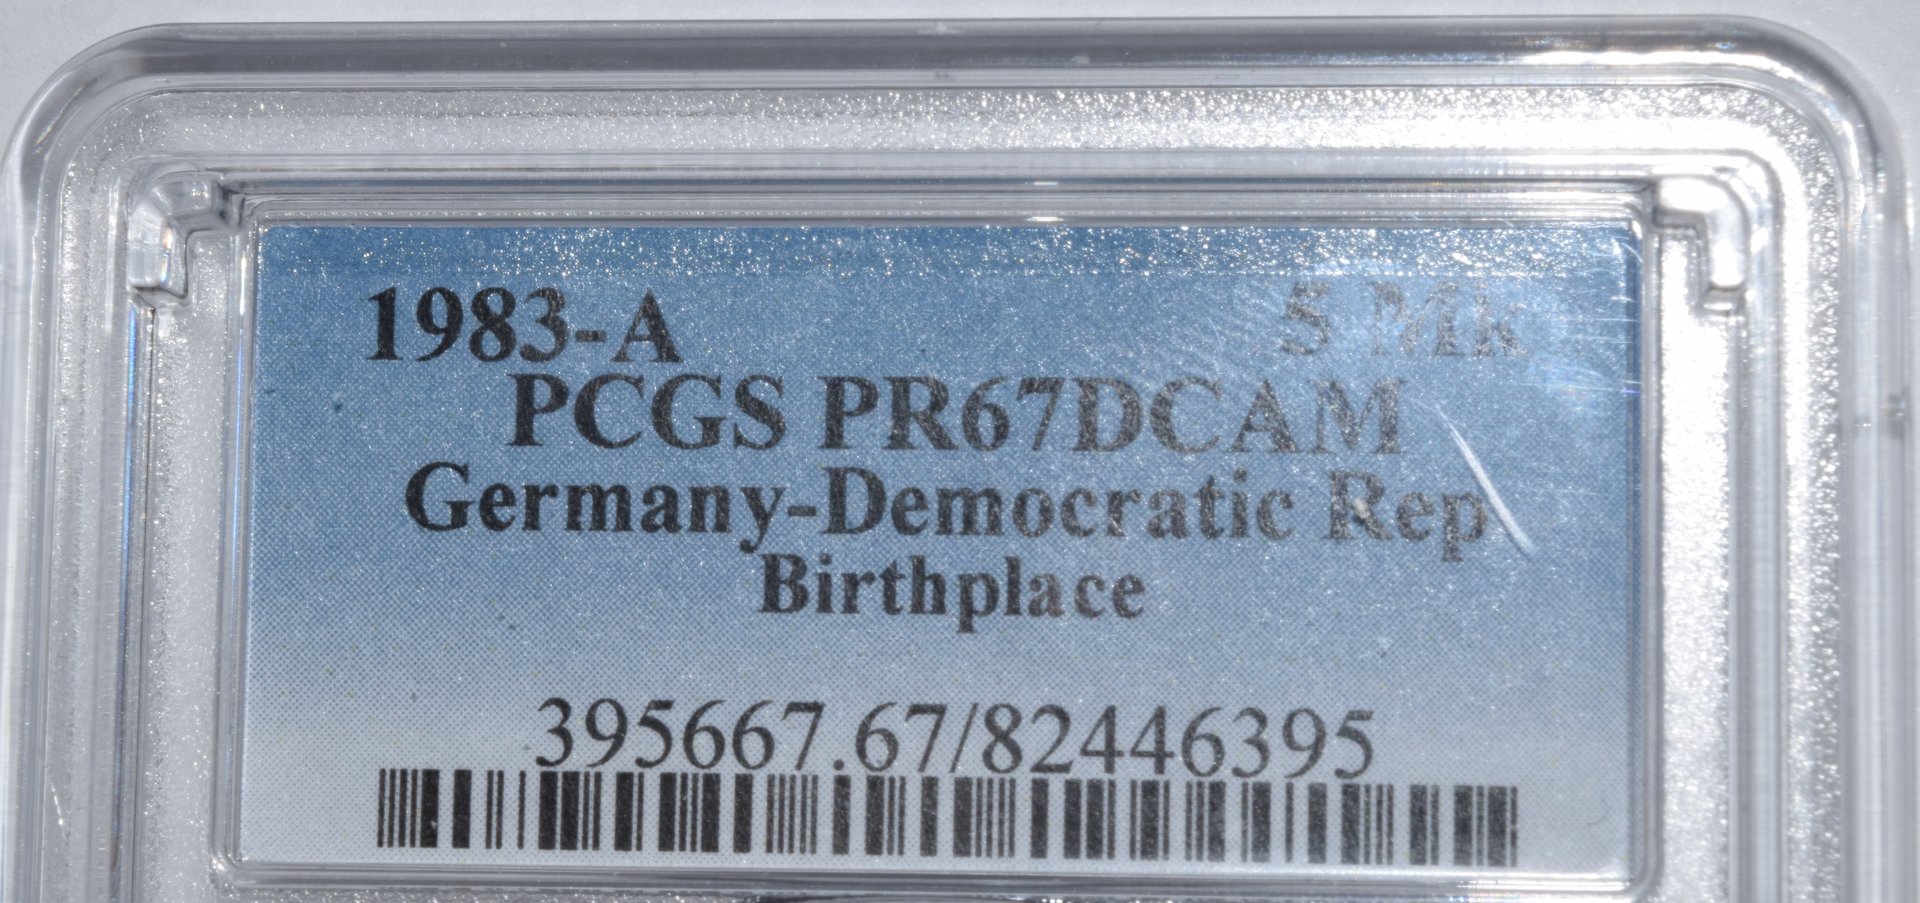 1983-A 5 Mk
PCGS PR67DCAM
Germany-Democratic Rep
Birthplace
395667.67/82446395